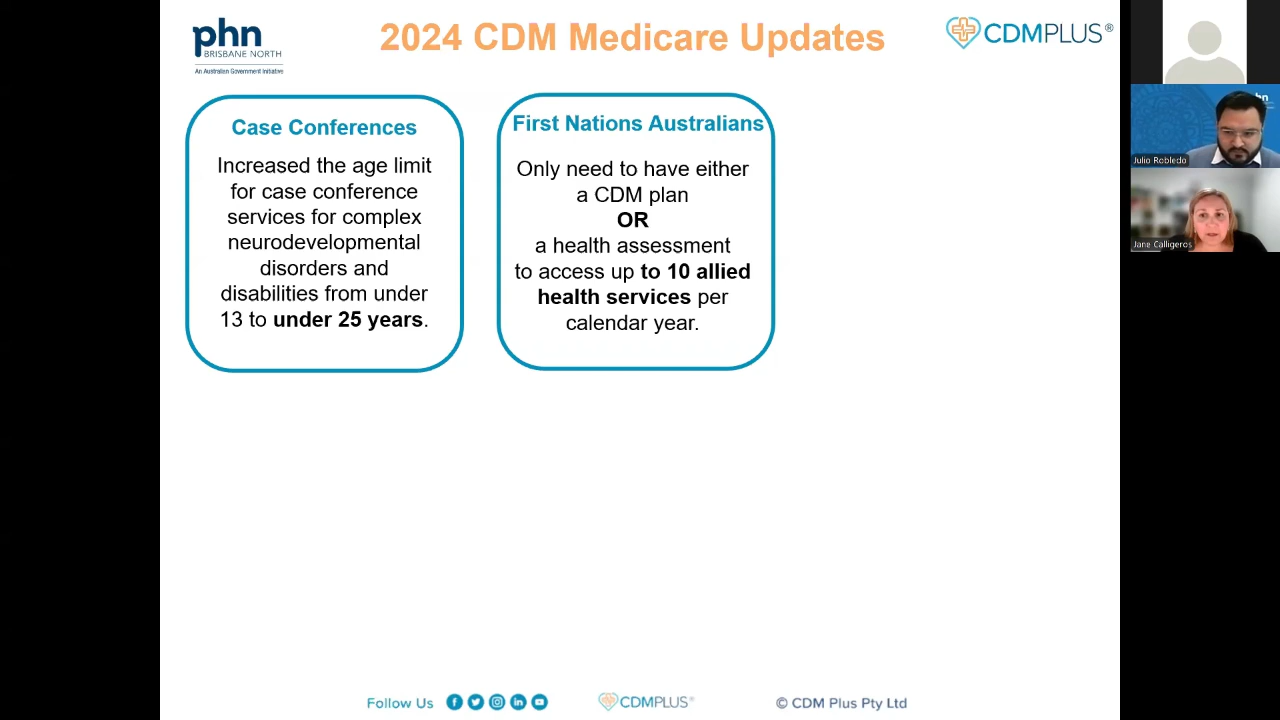 phn
BRISBANE NORTH
An Australian Government Initiative
2024 CDM Medicare Updates
CDMPLUS®
Case Conferences
Increased the age limit
for case conference
services for complex
neurodevelopmental
disorders and
disabilities from under
13 to under 25 years.
First Nations Australians
Only need to have either
a CDM plan
OR
a health assessment
to access up to 10 allied
health services per
calendar year.
hn
Julio Robledo
Jane Calligeros
Follow Us
CDMPLUS®
© CDM Plus Pty Ltd